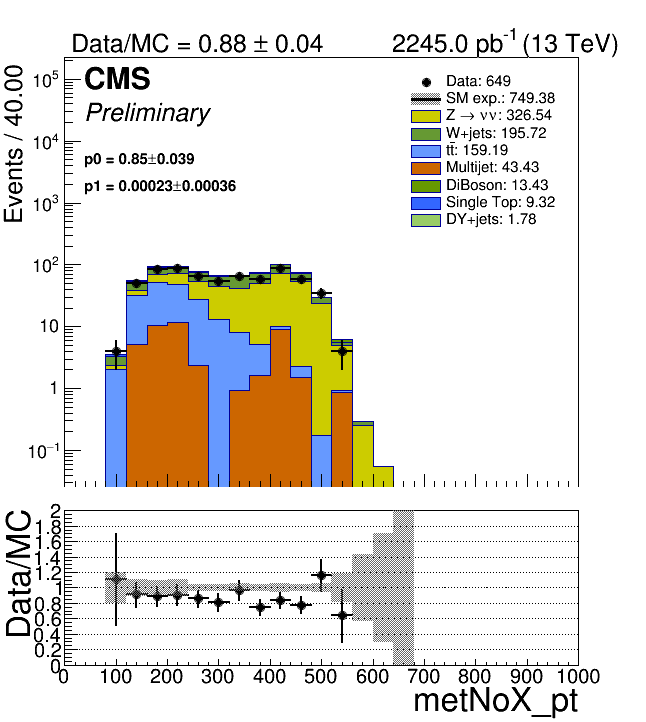 Data/MC = 0.88 ± 0.04 2245.0 pb⁻¹ (13 TeV)
CMS
Preliminary
p0 = 0.85±0.039
p1 = 0.00023±0.00036
Data: 649
SM exp.: 749.38
Z → νν: 326.54
W+jets: 195.72
tt̄: 159.19
Multijet: 43.43
DiBoson: 13.43
Single Top: 9.32
DY+jets: 1.78
Events / 40.00
10⁵
10⁴
10³
10²
10
1
10⁻¹
Data/MC
2
1.8
1.6
1.4
1.2
1
0.8
0.6
0.4
0.2
0
0 100 200 300 400 500 600 700 800 900 1000
metNoX_pt